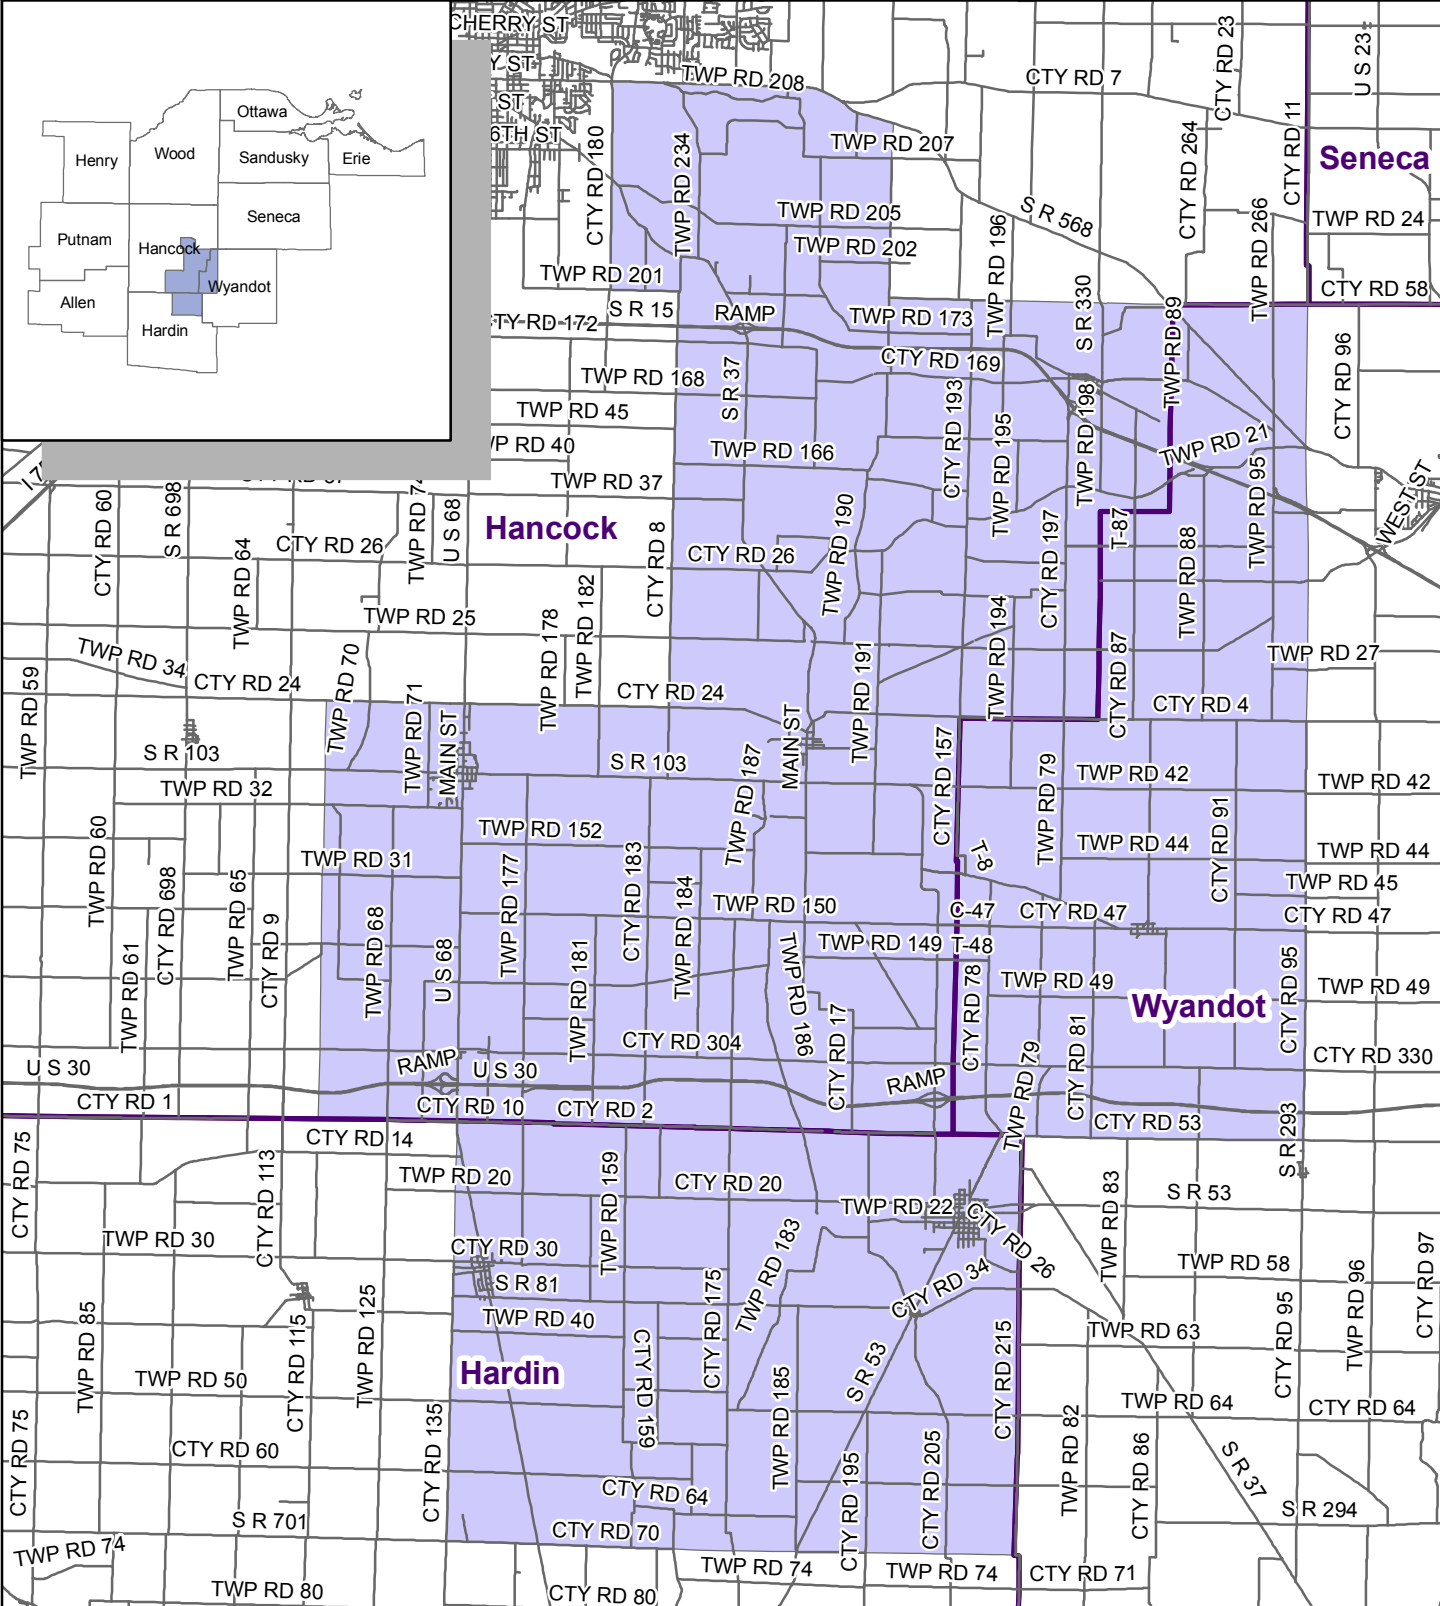 CHERRY ST
Y ST
ST
6TH ST
TWP RD 208
CTY RD 7
CTY RD 23
U S 23
CTY RD 11
Seneca
TWP RD 207
CTY RD 180
TWP RD 234
CTY RD 264
TWP RD 266
TWP RD 205
TWP RD 202
TWP RD 196
S R 568
TWP RD 24
CTY RD 58
TWP RD 201
S R 15
RAMP
TWP RD 173
S R 330
TWP RD 89
CTY RD 96
TY RD 172
CTY RD 169
TWP RD 168
S R 37
TWP RD 45
CTY RD 193
TWP RD 195
TWP RD 198
TWP RD 21
TWP RD 95
WEST ST
WP RD 40
TWP RD 166
TWP RD 37
TWP RD 190
Ottawa
Henry
Wood
Sandusky
Erie
Seneca
Putnam
Hancock
Wyandot
Allen
Hardin
CTY RD 60
S R 698
TWP RD 64
CTY RD 26
TWP RD 74
U S 68
Hancock
CTY RD 8
CTY RD 26
CTY RD 197
T-87
TWP RD 88
TWP RD 25
TWP RD 178
TWP RD 182
TWP RD 194
CTY RD 87
TWP RD 27
TWP RD 59
TWP RD 34
CTY RD 24
TWP RD 70
TWP RD 71
MAIN ST
CTY RD 24
TWP RD 191
CTY RD 4
S R 103
TWP RD 32
S R 103
TWP RD 187
MAIN ST
CTY RD 157
TWP RD 79
TWP RD 42
TWP RD 42
TWP RD 60
TWP RD 31
TWP RD 152
T-8
TWP RD 44
CTY RD 91
TWP RD 44
TWP RD 45
CTY RD 698
TWP RD 65
CTY RD 9
TWP RD 68
TWP RD 177
CTY RD 183
TWP RD 184
TWP RD 150
C-47
CTY RD 47
CTY RD 47
TWP RD 61
U S 68
TWP RD 181
TWP RD 149
T-48
TWP RD 186
CTY RD 78
TWP RD 49
CTY RD 95
TWP RD 49
Wyandot
CTY RD 304
CTY RD 17
TWP RD 79
CTY RD 81
CTY RD 330
U S 30
RAMP
U S 30
RAMP
CTY RD 1
CTY RD 10
CTY RD 2
CTY RD 53
S R 293
CTY RD 75
CTY RD 14
CTY RD 113
TWP RD 20
TWP RD 159
CTY RD 20
TWP RD 22
TWP RD 83
S R 53
TWP RD 30
CTY RD 30
TWP RD 183
CTY RD 26
TWP RD 58
TWP RD 96
CTY RD 97
S R 81
CTY RD 175
CTY RD 34
TWP RD 85
CTY RD 115
TWP RD 125
TWP RD 40
TWP RD 63
CTY RD 95
Hardin
CTY RD 159
TWP RD 185
S R 53
CTY RD 215
TWP RD 50
TWP RD 64
CTY RD 64
CTY RD 75
CTY RD 60
CTY RD 135
CTY RD 64
CTY RD 195
CTY RD 205
TWP RD 82
CTY RD 86
S R 37
S R 701
CTY RD 70
S R 294
TWP RD 74
TWP RD 74
TWP RD 74
CTY RD 71
TWP RD 80
CTY RD 80